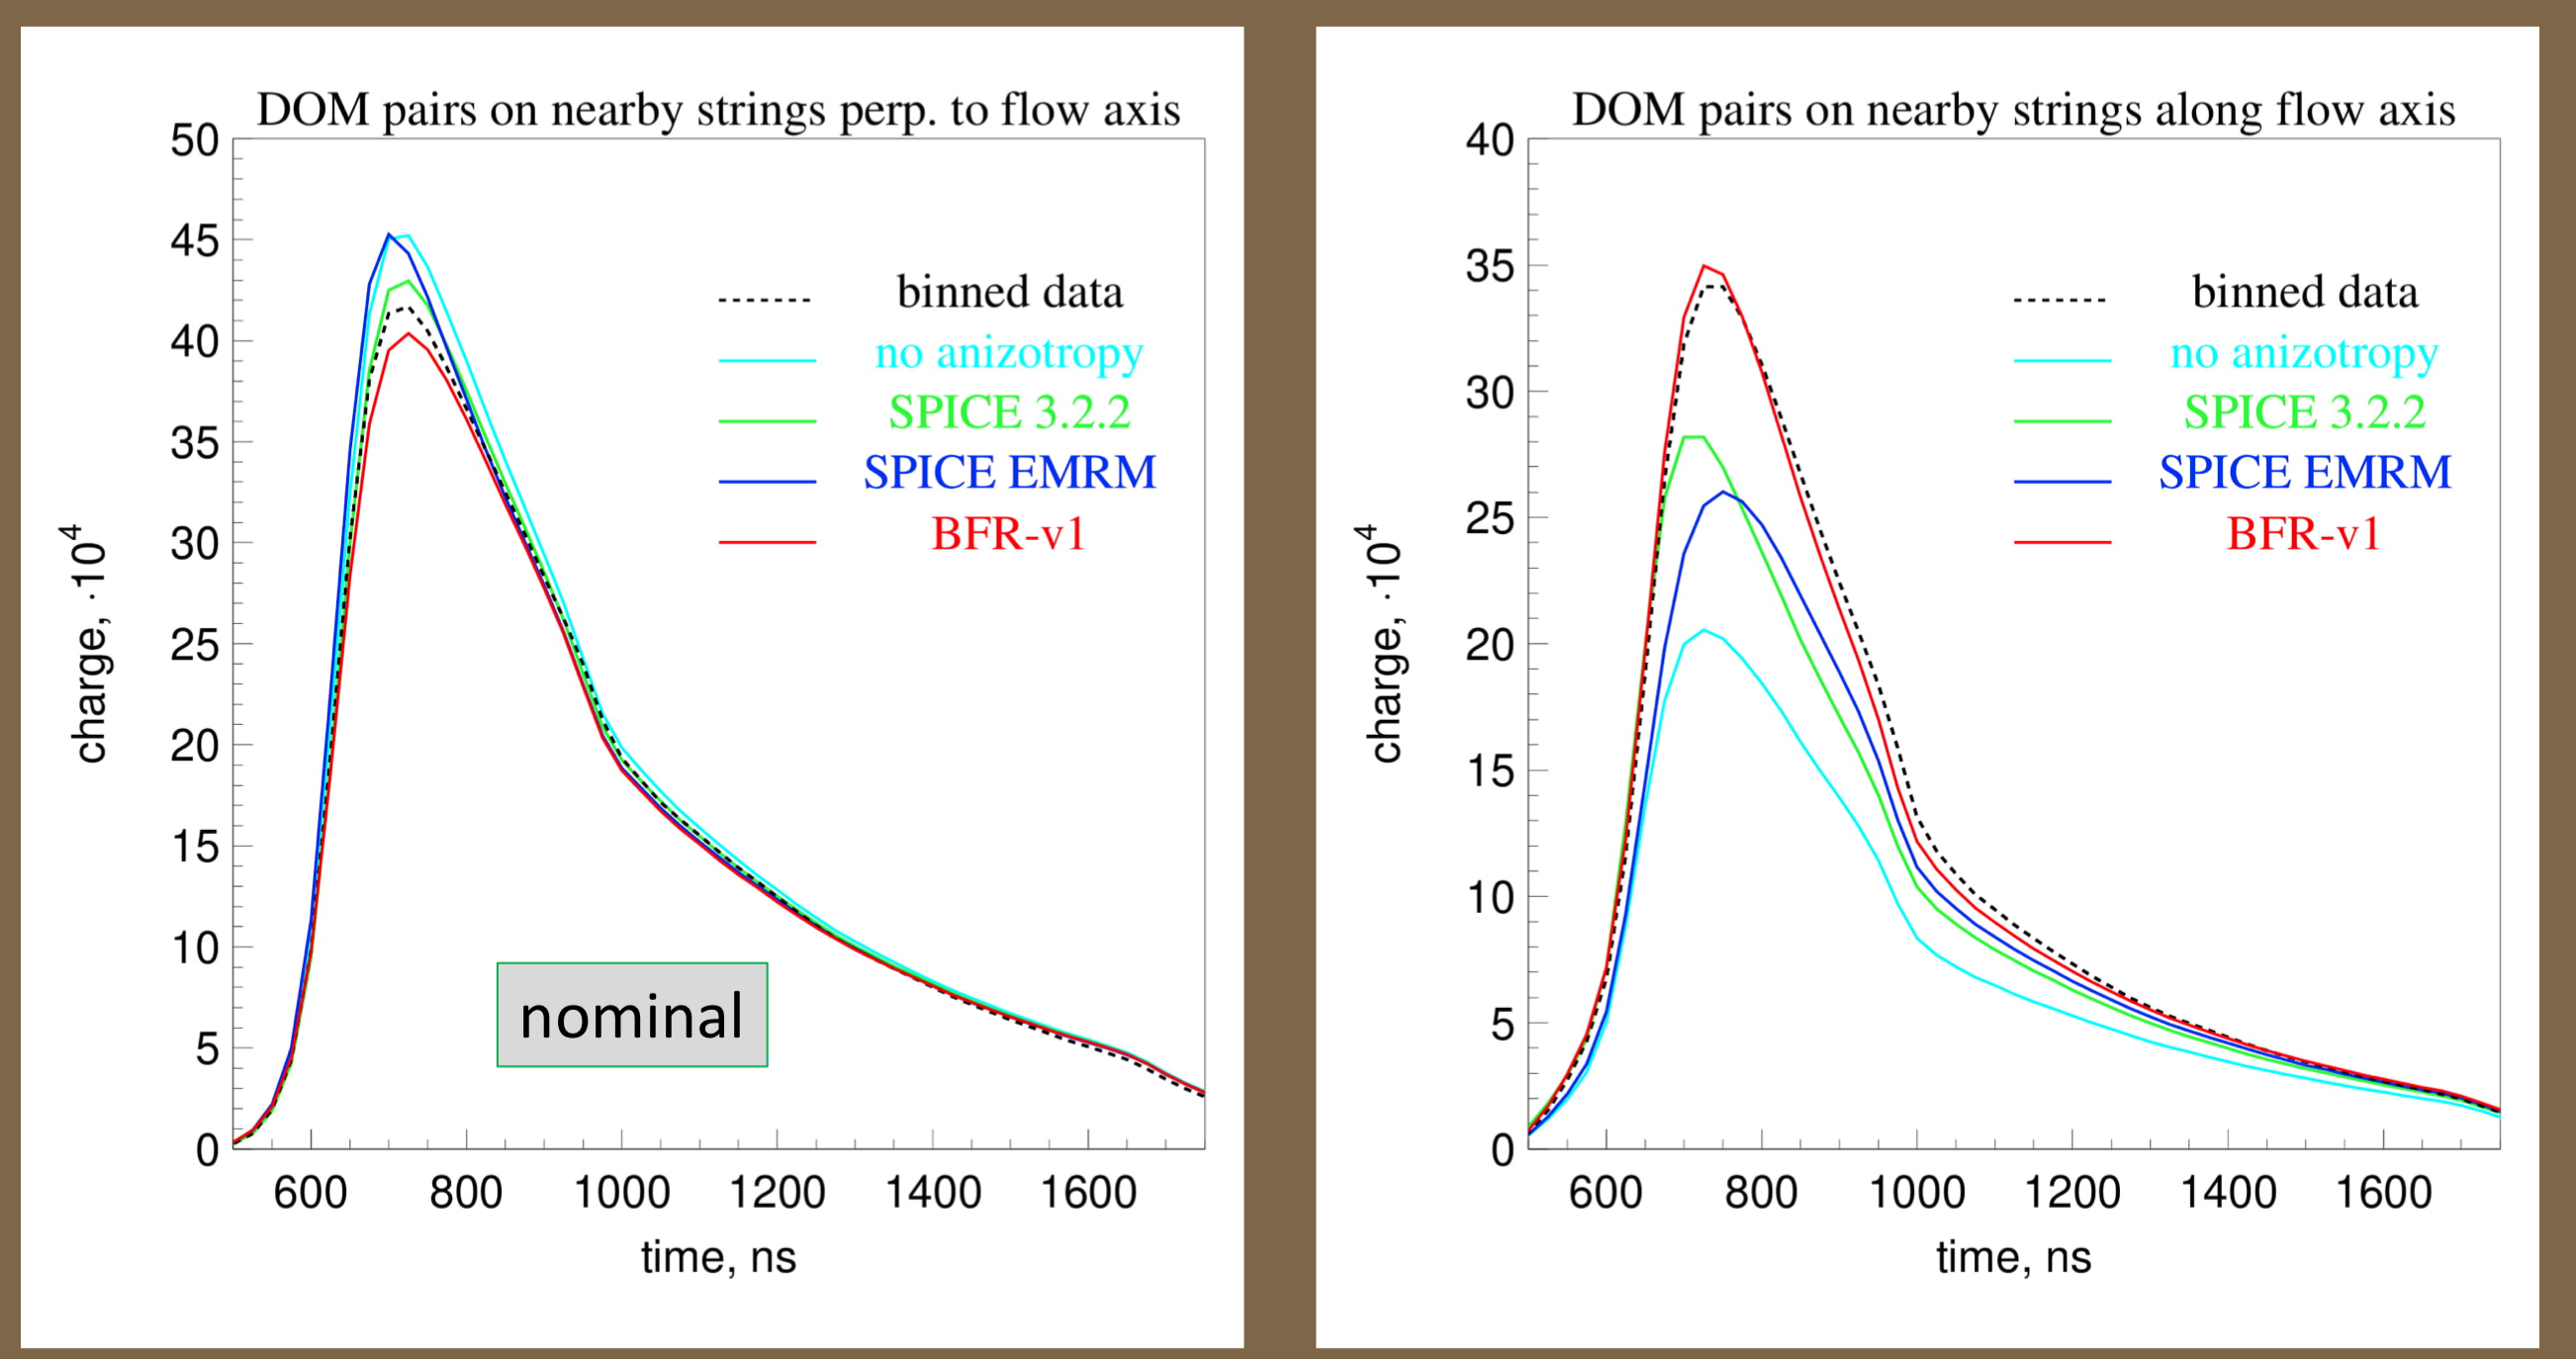 DOM pairs on nearby strings perp. to flow axis
50
45
40
35
30
25
20
15
10
5
0
charge, ·10⁴
binned data
no anizotropy
SPICE 3.2.2
SPICE EMRM
BFR-v1
nominal
600 800 1000 1200 1400 1600
time, ns
DOM pairs on nearby strings along flow axis
40
35
30
25
20
15
10
5
0
charge, ·10⁴
binned data
no anizotropy
SPICE 3.2.2
SPICE EMRM
BFR-v1
600 800 1000 1200 1400 1600
time, ns